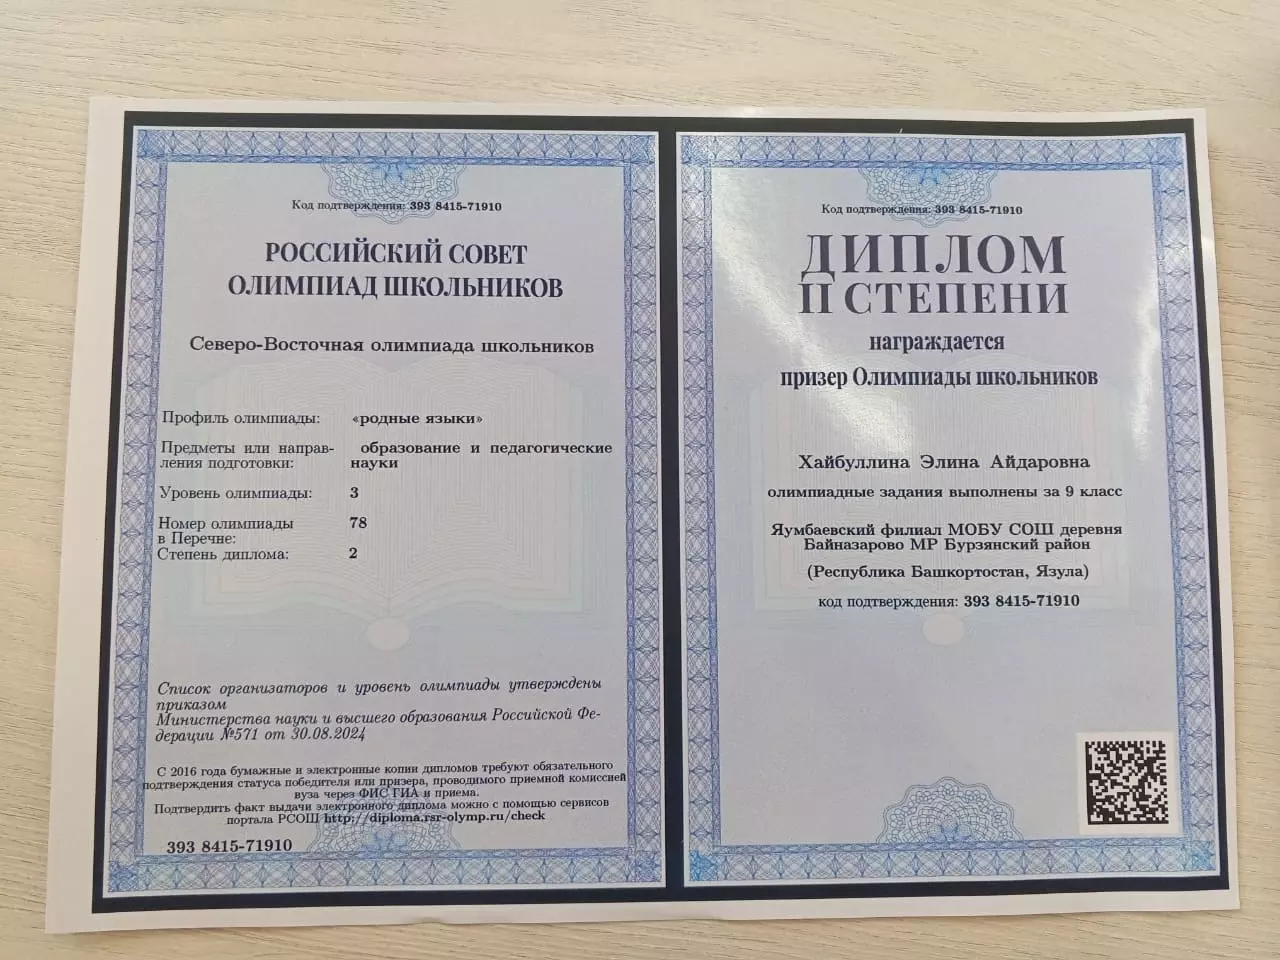 Код подтверждения: 393 8415-71910
РОССИЙСКИЙ СОВЕТ
ОЛИМПИАД ШКОЛЬНИКОВ
Северо-Восточная олимпиада школьников
Профиль олимпиады: «родные языки»
Предметы или направ- образование и педагогические
ления подготовки: науки
Уровень олимпиады: 3
Номер олимпиады 78
в Перечне:
Степень диплома: 2
Список организаторов и уровень олимпиады утверждены
приказом
Министерства науки и высшего образования Российской Фе-
дерации №571 от 30.08.2024
С 2016 года бумажные и электронные копии дипломов требуют обязательного
подтверждения статуса победителя или призера, проводимого приемной комиссией
вуза через ФИС ГИА и приема.
Подтвердить факт выдачи электронного диплома можно с помощью сервисов
портала РСОШ http://diploma.rsr-olymp.ru/check
393 8415-71910
Код подтверждения: 393 8415-71910
ДИПЛОМ
II СТЕПЕНИ
награждается
призер Олимпиады школьников
Хайбуллина Элина Айдаровна
олимпиадные задания выполнены за 9 класс
Яумбаевский филиал МОБУ СОШ деревня
Байназарово МР Бурзянский район
(Республика Башкортостан, Язула)
код подтверждения: 393 8415-71910